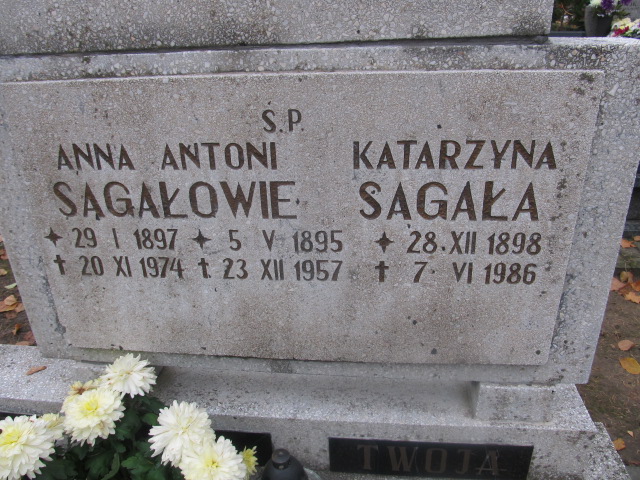 Ś.P.
ANNA ANTONI KATARZYNA
SĄGAŁOWIE SĄGAŁA
29 I 1897 5 V 1895 28.XII 1898
† 20 XI 1974 † 23 XII 1957 † 7 VI 1986
TWOJA